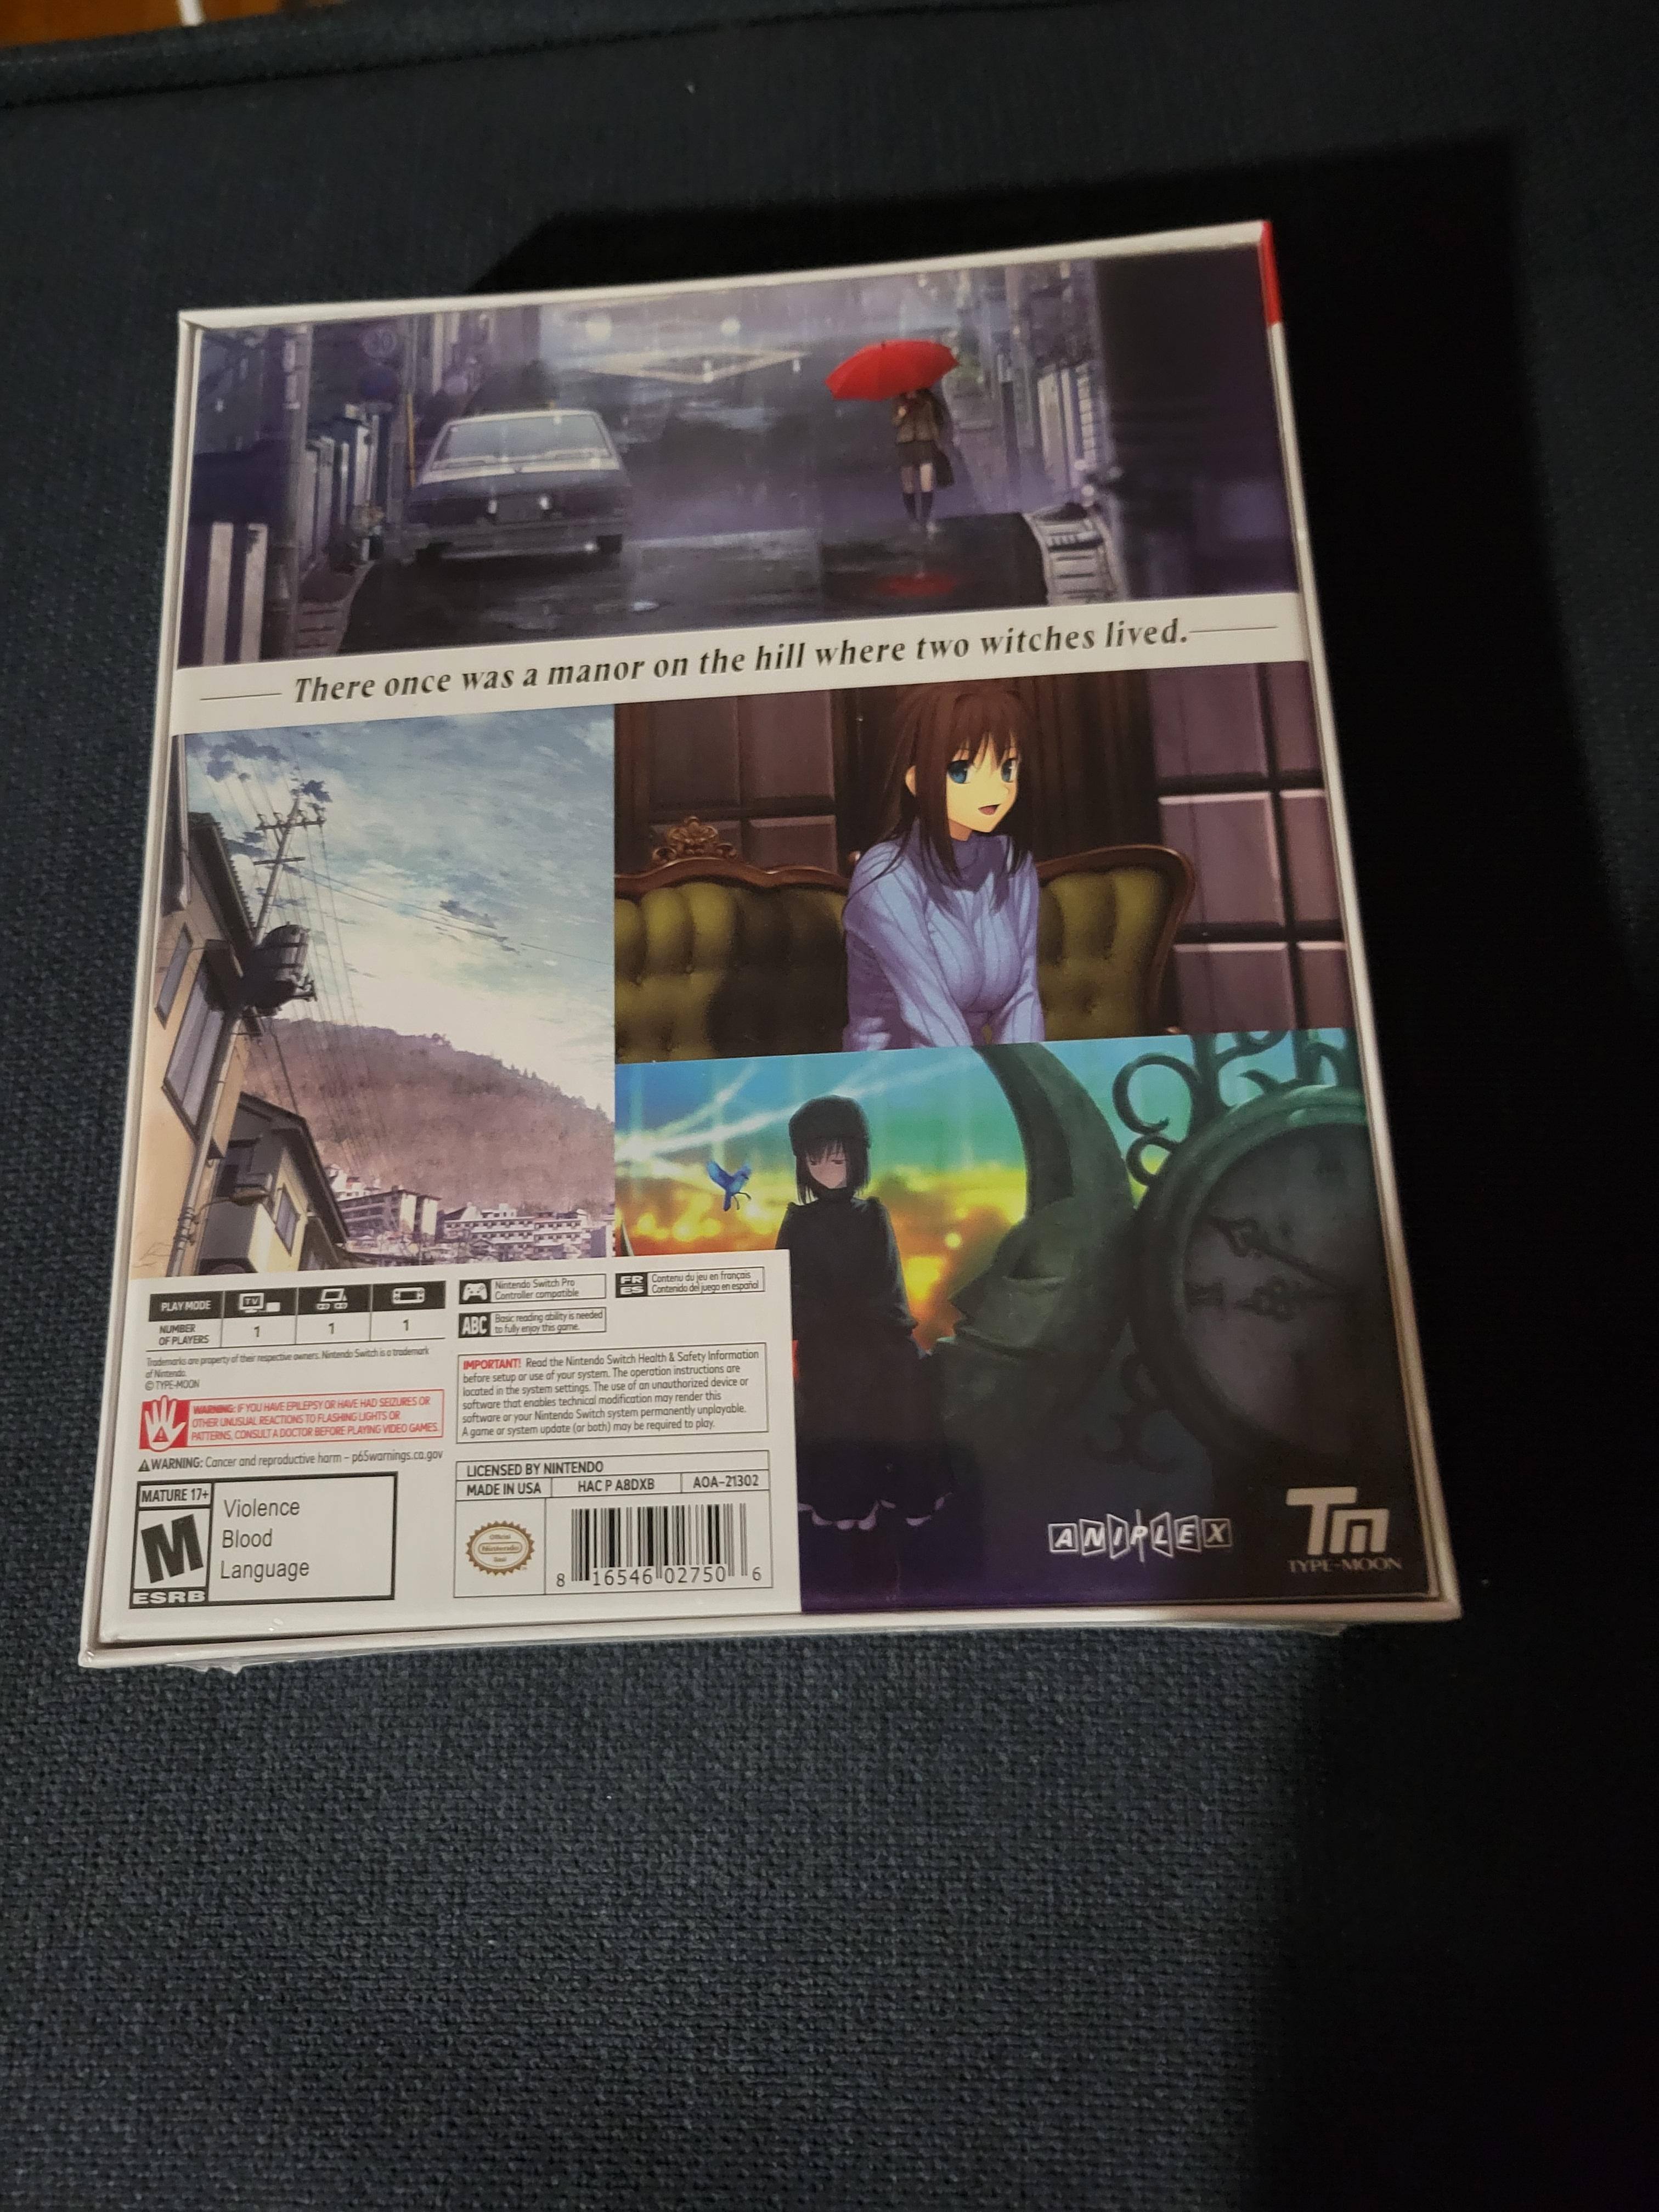 There once was a manor on the hill where two witches lived.
PLAY MODE
TV
NUMBER
OF PLAYERS
1
1
1
Trademarks are property of their respective owners. Nintendo Switch is a trademark
of Nintendo.
© TYPE-MOON
WARNING: IF YOU HAVE EPILEPSY OR HAVE HAD SEIZURES OR
OTHER UNUSUAL REACTIONS TO FLASHING LIGHTS OR
PATTERNS, CONSULT A DOCTOR BEFORE PLAYING VIDEO GAMES.
WARNING: Cancer and reproductive harm – p65warnings.ca.gov
MATURE 17+
M
ESRB
Violence
Blood
Language
Nintendo Switch Pro
Controller compatible
FR
ES
Contenu du jeu en français
Contenido del juego en español
ABC
Basic reading ability is needed
to fully enjoy this game.
IMPORTANT! Read the Nintendo Switch Health & Safety Information
before setup or use of your system. The operation instructions are
located in the system settings. The use of an unauthorized device or
software that enables technical modification may render this
software or your Nintendo Switch system permanently unplayable.
A game or system update (or both) may be required to play.
LICENSED BY NINTENDO
MADE IN USA
HAC P A8DXB
AOA-21302
Official
Nintendo
Seal
8 16546 02750 6
ANIPLEX
TM
TYPE-MOON